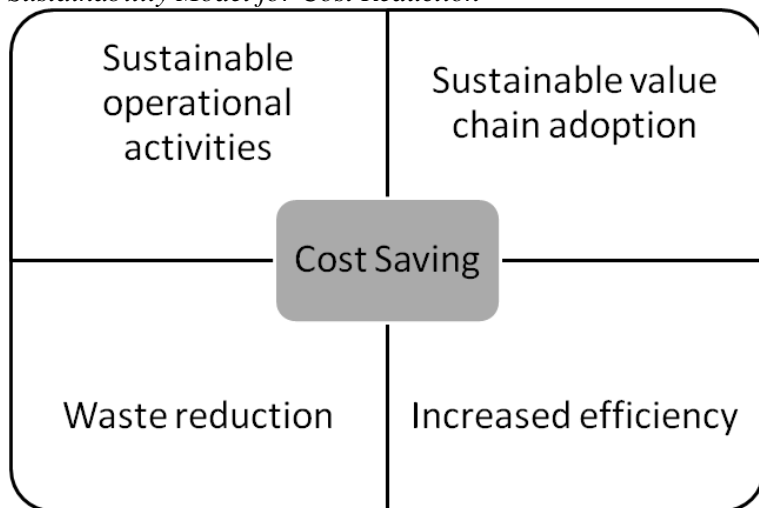 Sustainability Model for Cost Reduction
Sustainable
operational
activities
Sustainable value
chain adoption
Cost Saving
Waste reduction
Increased efficiency